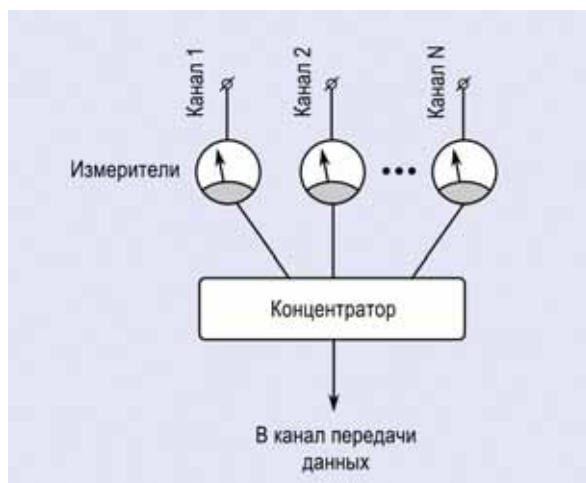 Канал 1
Канал 2
Канал N
Измерители
Концентратор
В канал передачи
данных